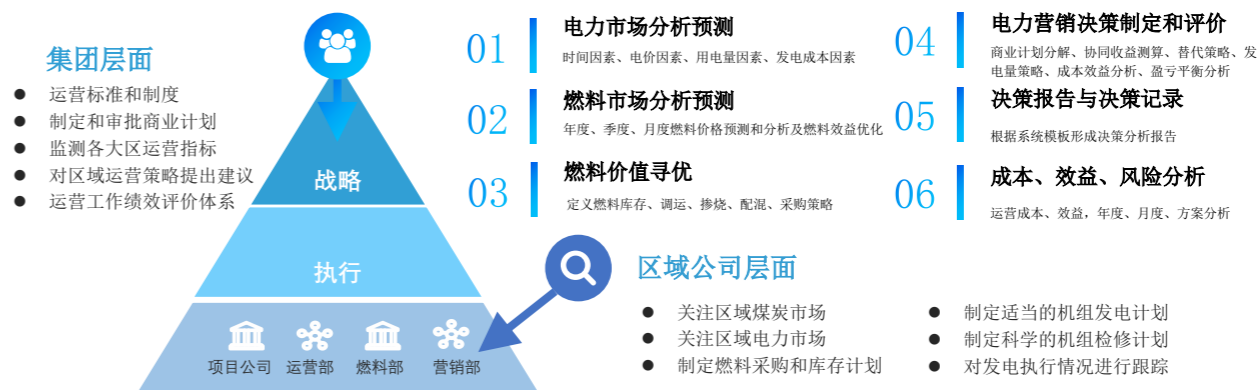 集团层面
● 运营标准和制度
● 制定和审批商业计划
● 监测各大区运营指标
● 对区域运营策略提出建议
● 运营工作绩效评价体系
战略
执行
项目公司 运营部 燃料部 营销部
01
电力市场分析预测
时间因素、电价因素、用电量因素、发电成本因素
02
燃料市场分析预测
年度、季度、月度燃料价格预测和分析及燃料效益优化
03
燃料价值寻优
定义燃料库存、调运、掺烧、配混、采购策略
04
电力营销决策制定和评价
商业计划分解、协同收益测算、替代策略、发
电量策略、成本效益分析、盈亏平衡分析
05
决策报告与决策记录
根据系统模板形成决策分析报告
06
成本、效益、风险分析
运营成本、效益，年度、月度、方案分析
区域公司层面
● 关注区域煤炭市场
● 关注区域电力市场
● 制定燃料采购和库存计划
● 制定适当的机组发电计划
● 制定科学的机组检修计划
● 对发电执行情况进行跟踪